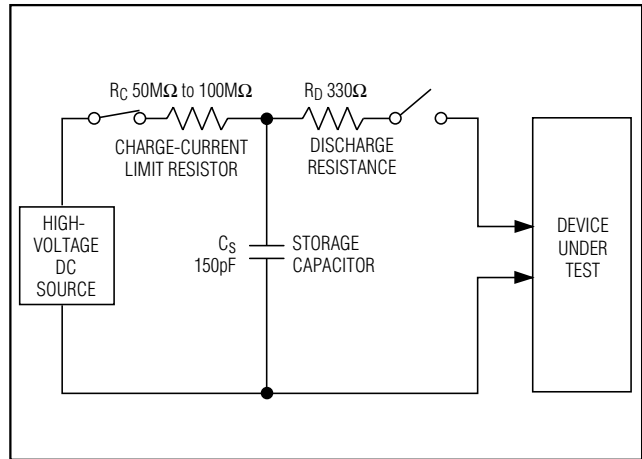 R_C 50MΩ to 100MΩ
CHARGE-CURRENT
LIMIT RESISTOR
R_D 330Ω
DISCHARGE
RESISTANCE
HIGH-
VOLTAGE
DC
SOURCE
C_S
150pF
STORAGE
CAPACITOR
DEVICE
UNDER
TEST